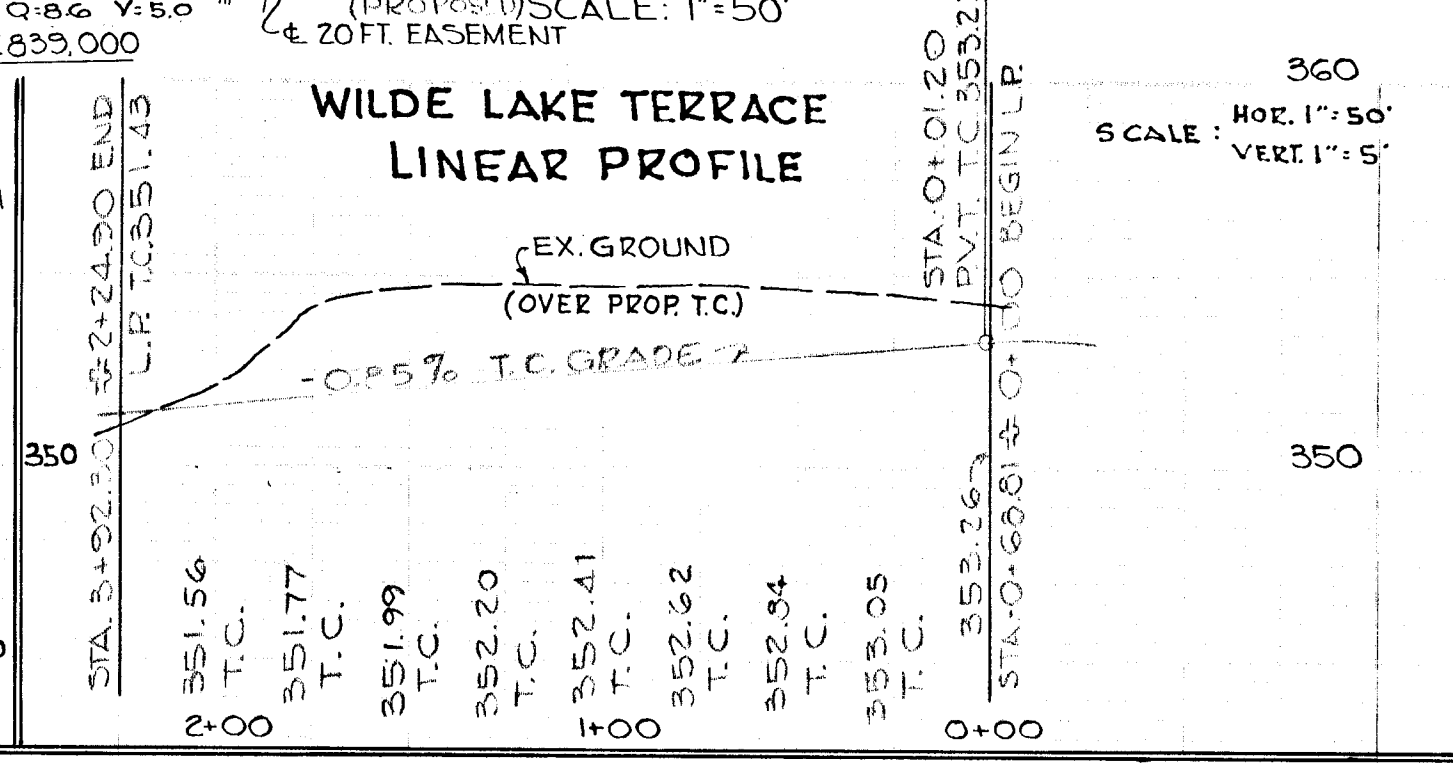 Q=8.6 V=5.0
(PROPOSED) SCALE: 1"=50'
℄ 20 FT. EASEMENT
839,000
WILDE LAKE TERRACE
LINEAR PROFILE
360
SCALE: HOR. 1"=50'
VERT. 1"=5'
EX. GROUND
(OVER PROP. T.C.)
-0.85% T.C. GRADE
350
350
STA. 3+92.30 2+24.90 END
L.P. T.C. 351.43
351.56
T.C.
351.77
T.C.
351.99
T.C.
352.20
T.C.
352.41
T.C.
352.62
T.C.
352.84
T.C.
353.05
T.C.
353.26
STA. 0+01.20
P.V.T. T.C. 353.2
STA-0+68.81 0+00 BEGIN L.P.
2+00
1+00
0+00